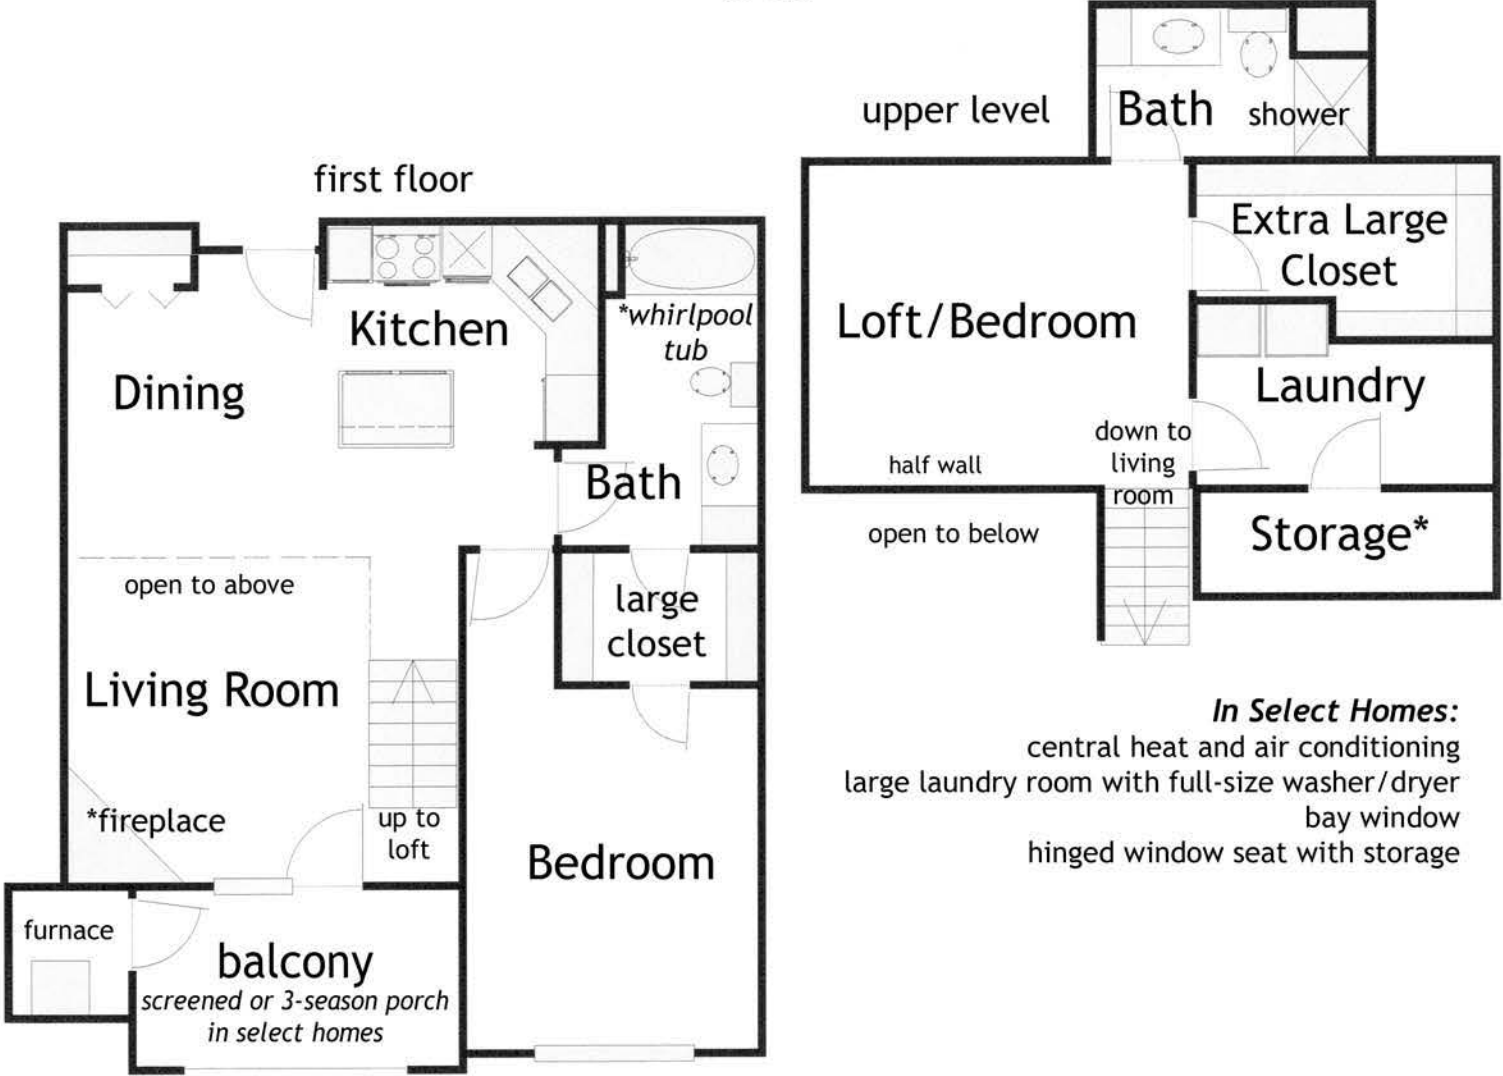 first floor
Kitchen
Dining
*whirlpool
tub
Bath
open to above
large
closet
Living Room
*fireplace
up to
loft
Bedroom
furnace
balcony
screened or 3-season porch
in select homes
upper level
Bath
shower
Extra Large
Closet
Loft/Bedroom
Laundry
down to
living
room
half wall
open to below
Storage*
In Select Homes:
central heat and air conditioning
large laundry room with full-size washer/dryer
bay window
hinged window seat with storage